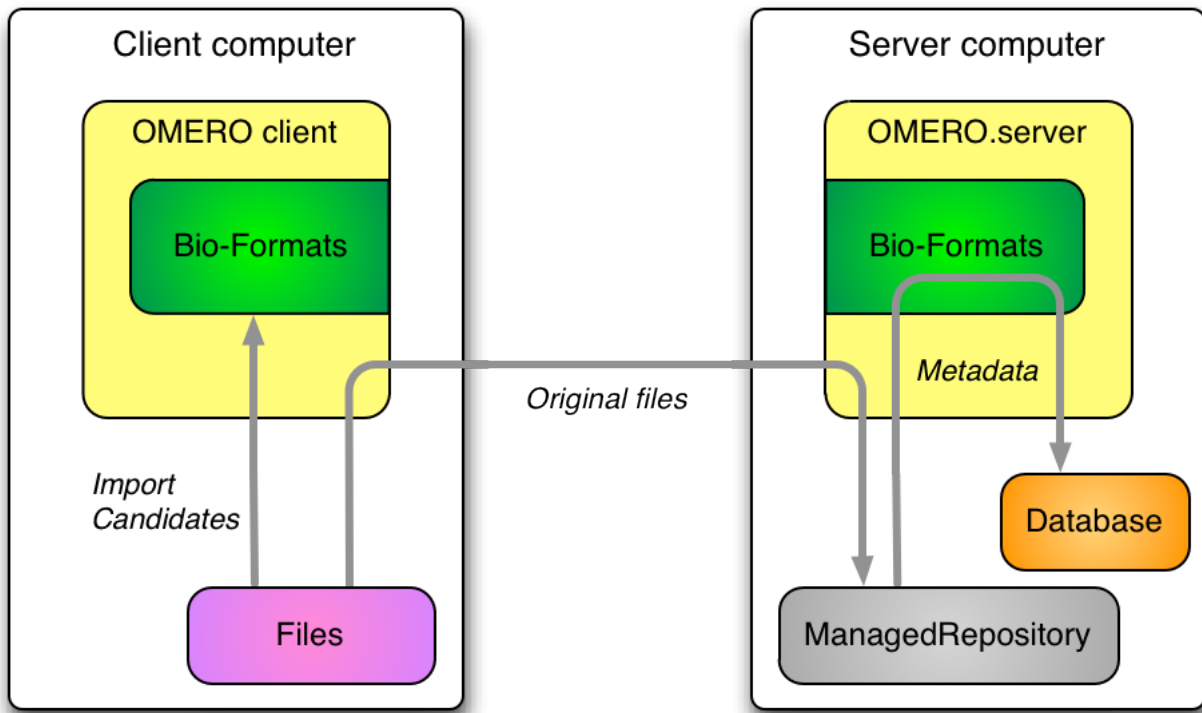 Client computer
OMERO client
Bio-Formats
Import
Candidates
Files
Original files
Server computer
OMERO.server
Bio-Formats
Metadata
Database
ManagedRepository